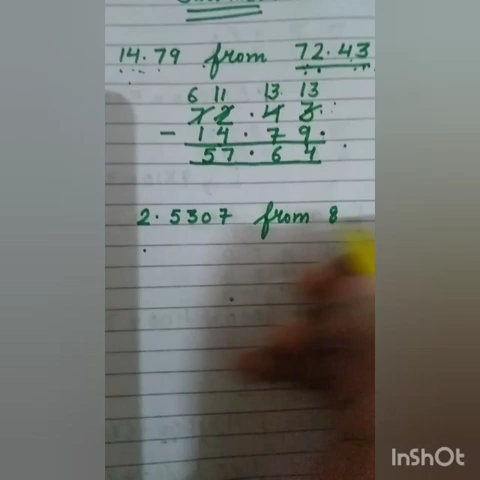 14.79 from 72.43
6 11 13 13
72.43
- 14.79
57.64
2.5307 from 8
InShOt